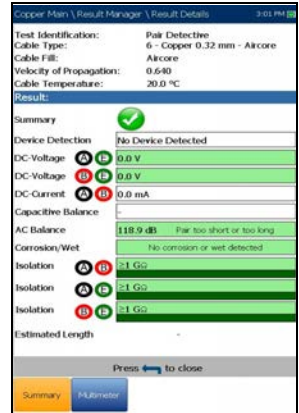 Copper Main \ Result Manager \ Result Details 3:01 PM
Test Identification: Pair Detective
Cable Type: 6 - Copper 0.32 mm - Aircore
Cable Fill: Aircore
Velocity of Propagation: 0.640
Cable Temperature: 20.0 °C
Result:
Summary
Device Detection No Device Detected
DC-Voltage A E 0.0 V
DC-Voltage B E 0.0 V
DC-Current A B 0.0 mA
Capacitive Balance -
AC Balance 118.9 dB Pair too short or too long
Corrosion/Wet No corrosion or wet detected
Isolation A B ≥1 GΩ
Isolation A E ≥1 GΩ
Isolation B E ≥1 GΩ
Estimated Length -
Press to close
Summary Multimeter